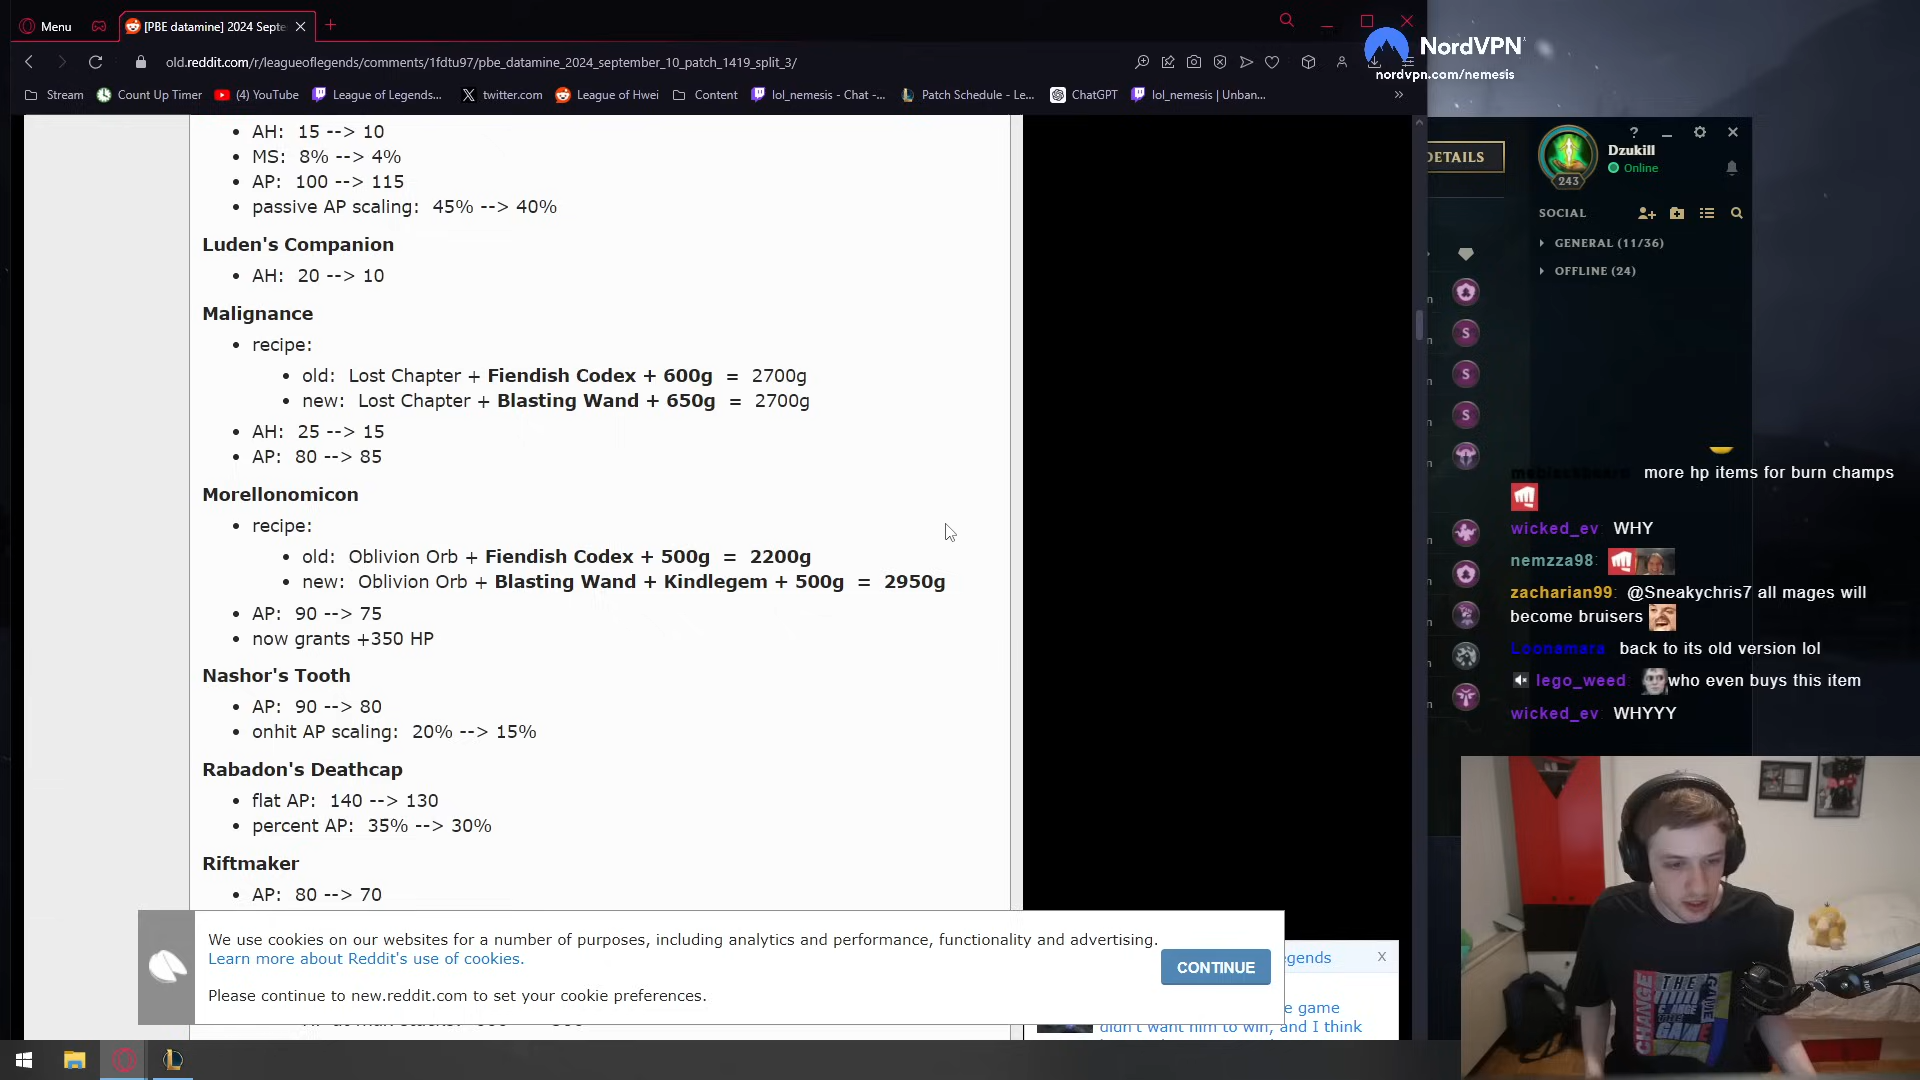 Menu
[PBE datamine] 2024 Septe
NordVPN
nordvpn.com/nemesis
old.reddit.com/r/leagueoflegends/comments/1fdtu97/pbe_datamine_2024_september_10_patch_1419_split_3/
Stream
Count Up Timer
(4) YouTube
League of Legends...
twitter.com
League of Hwei
Content
lol_nemesis - Chat -...
Patch Schedule - Le...
ChatGPT
lol_nemesis | Unban...
»
• AH: 15 --> 10
• MS: 8% --> 4%
• AP: 100 --> 115
• passive AP scaling: 45% --> 40%
Luden's Companion
• AH: 20 --> 10
Malignance
• recipe:
• old: Lost Chapter + Fiendish Codex + 600g = 2700g
• new: Lost Chapter + Blasting Wand + 650g = 2700g
• AH: 25 --> 15
• AP: 80 --> 85
Morellonomicon
• recipe:
• old: Oblivion Orb + Fiendish Codex + 500g = 2200g
• new: Oblivion Orb + Blasting Wand + Kindlegem + 500g = 2950g
• AP: 90 --> 75
• now grants +350 HP
Nashor's Tooth
• AP: 90 --> 80
• onhit AP scaling: 20% --> 15%
Rabadon's Deathcap
• flat AP: 140 --> 130
• percent AP: 35% --> 30%
Riftmaker
• AP: 80 --> 70
We use cookies on our websites for a number of purposes, including analytics and performance, functionality and advertising.
Learn more about Reddit's use of cookies.
Please continue to new.reddit.com to set your cookie preferences.
CONTINUE
egends
X
e game
didn't want him to win, and I think
DETAILS
?
Dzukill
Online
243
SOCIAL
GENERAL (11/36)
OFFLINE (24)
S
S
S
more hp items for burn champs
wicked_ev: WHY
nemzza98:
zacharian99: @Sneakychris7 all mages will
become bruisers
Loonamara: back to its old version lol
lego_weed: who even buys this item
wicked_ev: WHYYY
CHANGE
THE
GAME